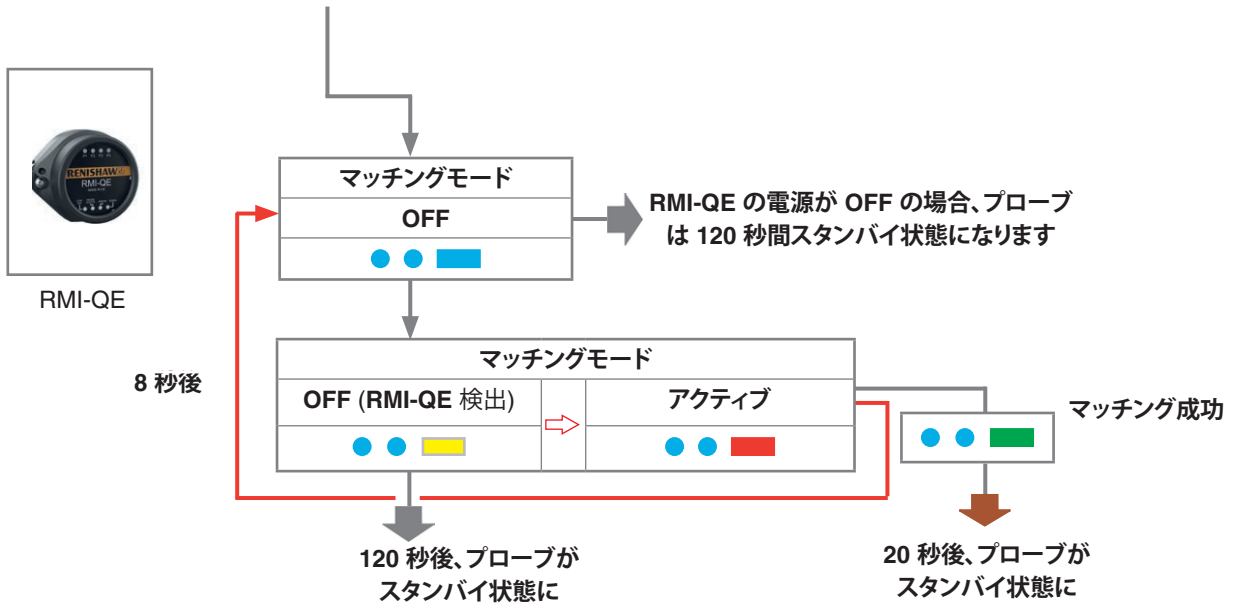 RENISHAW
RMI-QE
RMI-QE
マッチングモード
OFF
RMI-QE の電源が OFF の場合、プローブ
は 120 秒間スタンバイ状態になります
8 秒後
マッチングモード
OFF (RMI-QE 検出)
アクティブ
マッチング成功
120 秒後、プローブが
スタンバイ状態に
20 秒後、プローブが
スタンバイ状態に